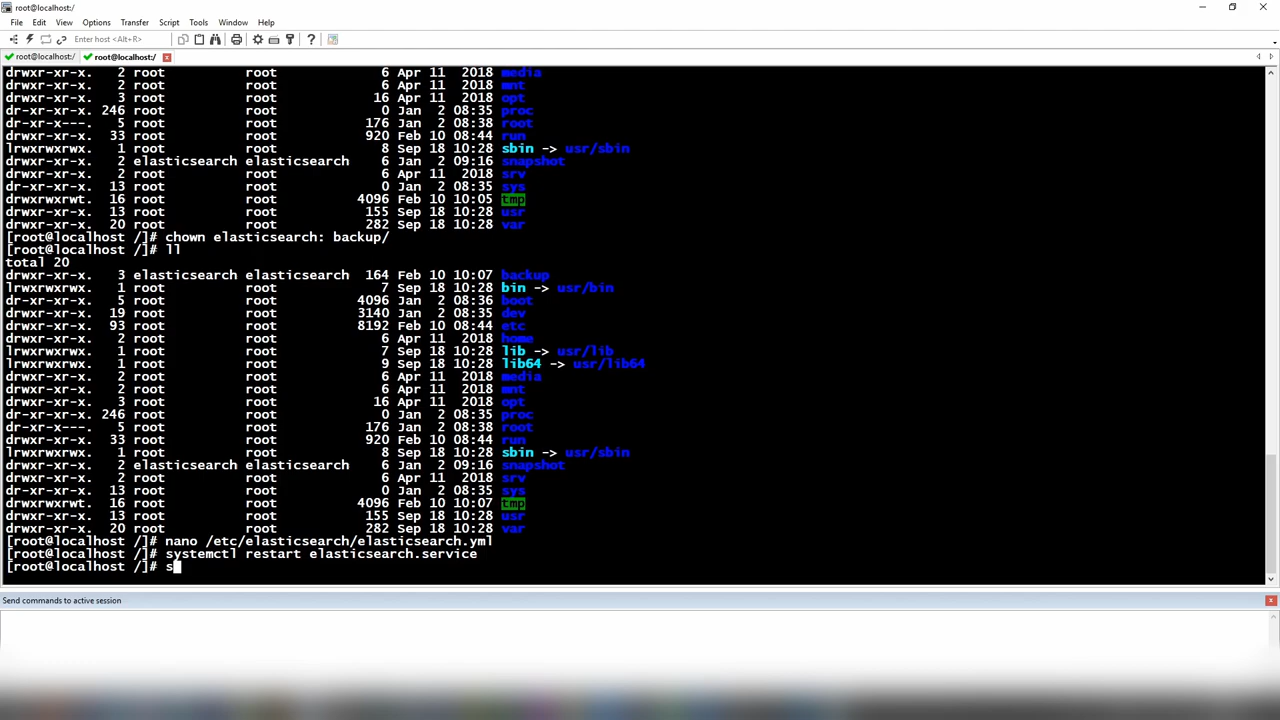 root@localhost:/
File Edit View Options Transfer Script Tools Window Help
Enter host <Alt+R>
root@localhost:/ root@localhost:/
drwxr-xr-x. 2 root root 6 Apr 11 2018 media
drwxr-xr-x. 2 root root 6 Apr 11 2018 mnt
drwxr-xr-x. 3 root root 16 Apr 11 2018 opt
dr-xr-xr-x. 246 root root 0 Jan 2 08:35 proc
dr-xr-x---. 5 root root 176 Jan 2 08:38 root
drwxr-xr-x. 33 root root 920 Feb 10 08:44 run
lrwxrwxrwx. 1 root root 8 Sep 18 10:28 sbin -> usr/sbin
drwxr-xr-x. 2 elasticsearch elasticsearch 6 Jan 2 09:16 snapshot
drwxr-xr-x. 2 root root 6 Apr 11 2018 srv
dr-xr-xr-x. 13 root root 0 Jan 2 08:35 sys
drwxrwxrwt. 16 root root 4096 Feb 10 10:05 tmp
drwxr-xr-x. 13 root root 155 Sep 18 10:28 usr
drwxr-xr-x. 20 root root 282 Sep 18 10:28 var
[root@localhost /]# chown elasticsearch: backup/
[root@localhost /]# ll
total 20
drwxr-xr-x. 3 elasticsearch elasticsearch 164 Feb 10 10:07 backup
lrwxrwxrwx. 1 root root 7 Sep 18 10:28 bin -> usr/bin
dr-xr-xr-x. 5 root root 4096 Jan 2 08:36 boot
drwxr-xr-x. 19 root root 3140 Jan 2 08:35 dev
drwxr-xr-x. 93 root root 8192 Feb 10 08:44 etc
drwxr-xr-x. 2 root root 6 Apr 11 2018 home
lrwxrwxrwx. 1 root root 7 Sep 18 10:28 lib -> usr/lib
lrwxrwxrwx. 1 root root 9 Sep 18 10:28 lib64 -> usr/lib64
drwxr-xr-x. 2 root root 6 Apr 11 2018 media
drwxr-xr-x. 2 root root 6 Apr 11 2018 mnt
drwxr-xr-x. 3 root root 16 Apr 11 2018 opt
dr-xr-xr-x. 246 root root 0 Jan 2 08:35 proc
dr-xr-x---. 5 root root 176 Jan 2 08:38 root
drwxr-xr-x. 33 root root 920 Feb 10 08:44 run
lrwxrwxrwx. 1 root root 8 Sep 18 10:28 sbin -> usr/sbin
drwxr-xr-x. 2 elasticsearch elasticsearch 6 Jan 2 09:16 snapshot
drwxr-xr-x. 2 root root 6 Apr 11 2018 srv
dr-xr-xr-x. 13 root root 0 Jan 2 08:35 sys
drwxrwxrwt. 16 root root 4096 Feb 10 10:07 tmp
drwxr-xr-x. 13 root root 155 Sep 18 10:28 usr
drwxr-xr-x. 20 root root 282 Sep 18 10:28 var
[root@localhost /]# nano /etc/elasticsearch/elasticsearch.yml
[root@localhost /]# systemctl restart elasticsearch.service
[root@localhost /]# s
Send commands to active session